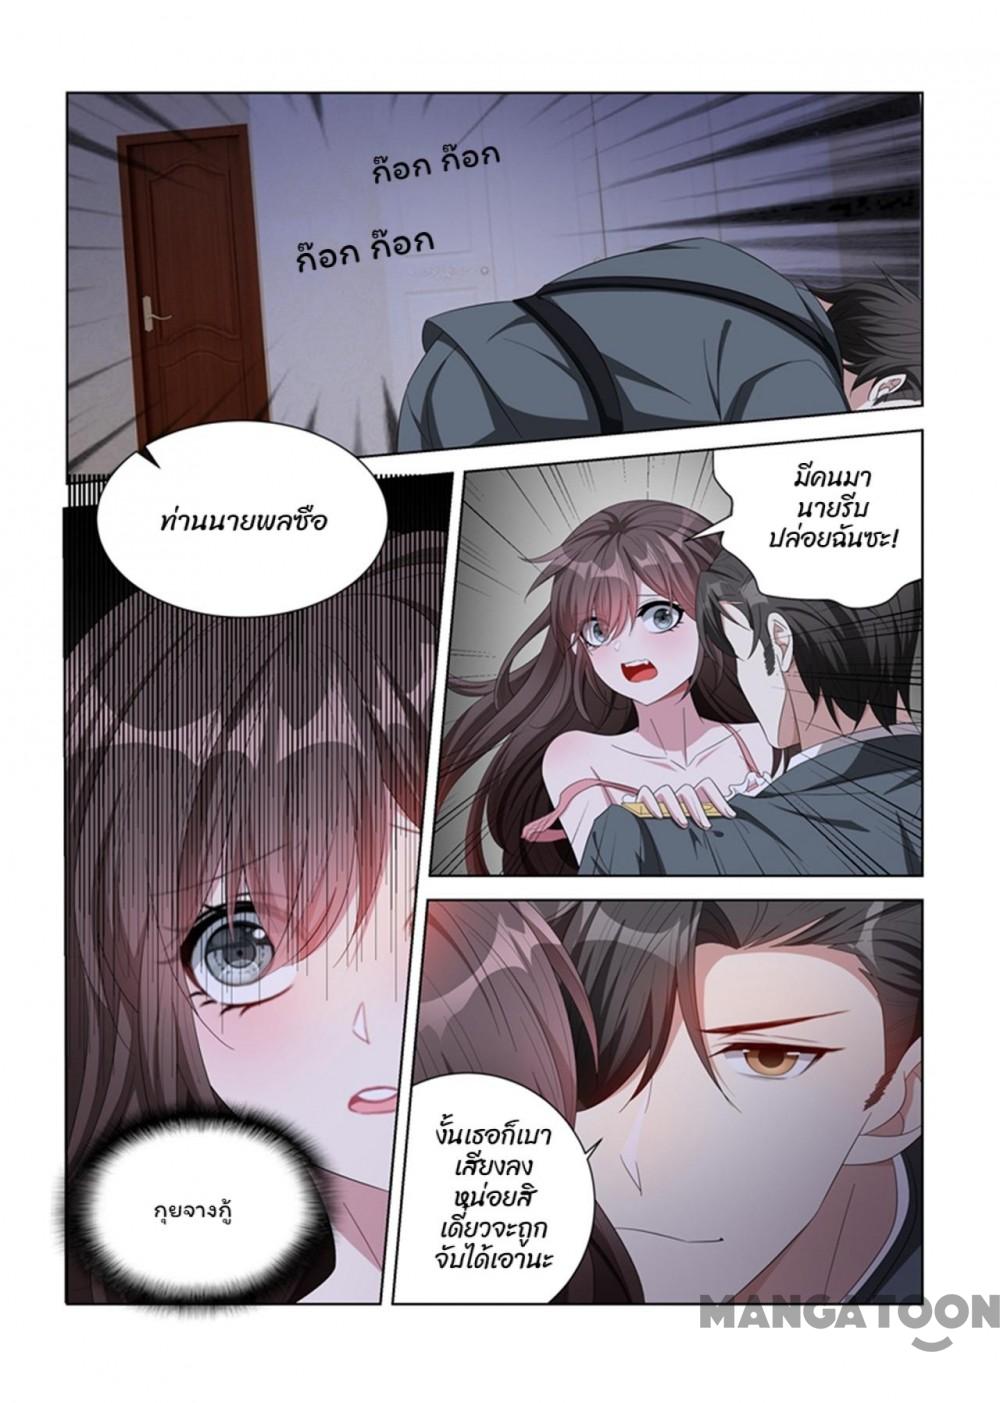 ก๊อก ก๊อก
ก๊อก ก๊อก
ท่านนายพลซือ
มีคนมา
นายรีบ
ปล่อยฉันซะ!
กุยจางกู้
งั้นเธอก็เบา
เสียงลง
หน่อยสิ
เดี๋ยวจะถูก
จับได้เอานะ
MANGATOON